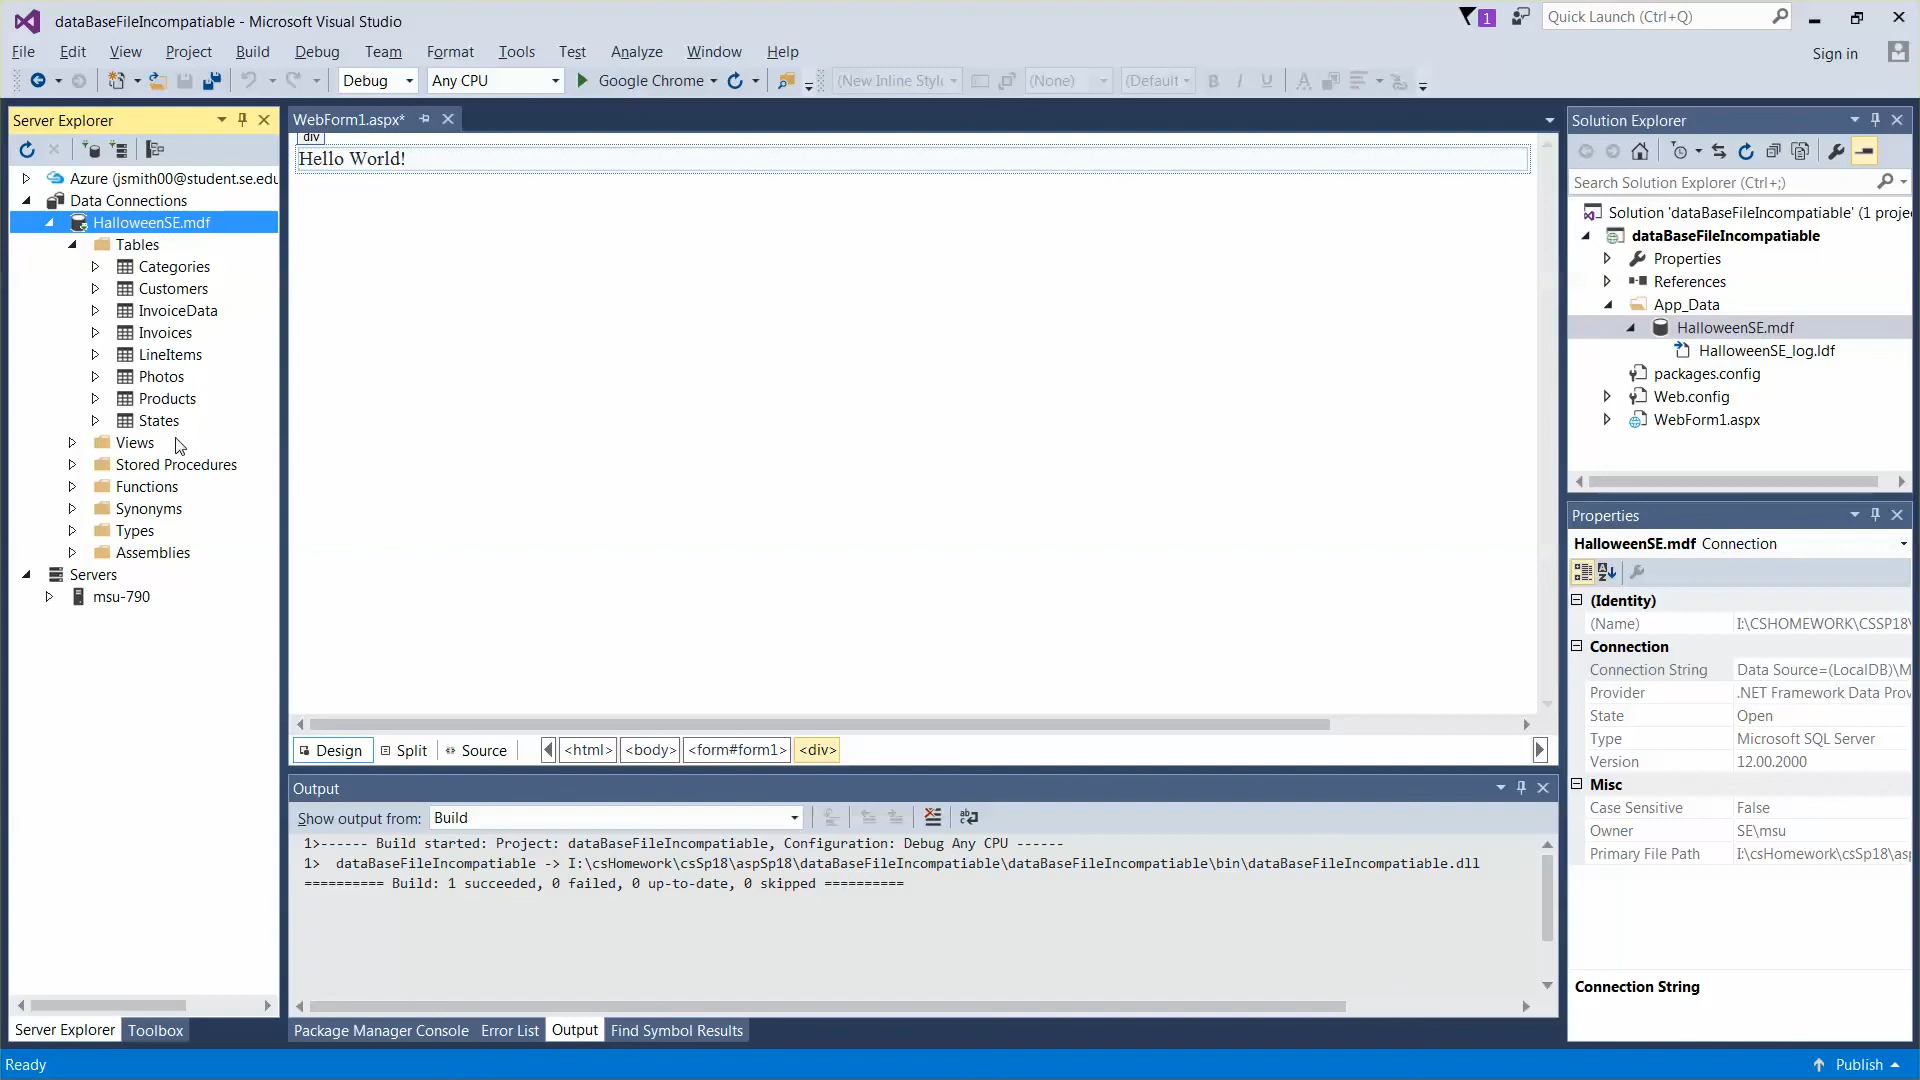 dataBaseFileIncompatiable - Microsoft Visual Studio
1
Quick Launch (Ctrl+Q)
File Edit View Project Build Debug Team Format Tools Test Analyze Window Help
Sign in
Debug Any CPU Google Chrome (New Inline Style (None) (Default
Server Explorer
Azure (jsmith00@student.se.edu
Data Connections
HalloweenSE.mdf
Tables
Categories
Customers
InvoiceData
Invoices
LineItems
Photos
Products
States
Views
Stored Procedures
Functions
Synonyms
Types
Assemblies
Servers
msu-790
Server Explorer Toolbox
WebForm1.aspx*
div
Hello World!
Design Split Source <html> <body> <form#form1> <div>
Output
Show output from: Build
1>------ Build started: Project: dataBaseFileIncompatiable, Configuration: Debug Any CPU ------
1> dataBaseFileIncompatiable -> I:\csHomework\csSp18\aspSp18\dataBaseFileIncompatiable\dataBaseFileIncompatiable\bin\dataBaseFileIncompatiable.dll
========== Build: 1 succeeded, 0 failed, 0 up-to-date, 0 skipped ==========
Package Manager Console Error List Output Find Symbol Results
Solution Explorer
Search Solution Explorer (Ctrl+;)
Solution 'dataBaseFileIncompatiable' (1 proje
dataBaseFileIncompatiable
Properties
References
App_Data
HalloweenSE.mdf
HalloweenSE_log.ldf
packages.config
Web.config
WebForm1.aspx
Properties
HalloweenSE.mdf Connection
(Identity)
(Name) I:\CSHOMEWORK\CSSP18\
Connection
Connection String Data Source=(LocalDB)\M
Provider .NET Framework Data Prov
State Open
Type Microsoft SQL Server
Version 12.00.2000
Misc
Case Sensitive False
Owner SE\msu
Primary File Path I:\csHomework\csSp18\asp
Connection String
Ready
Publish